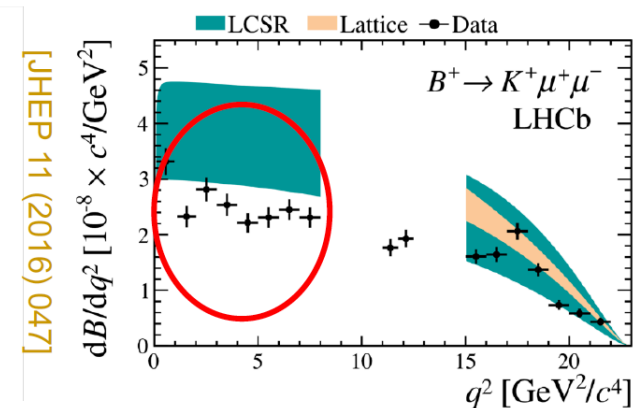 LCSR Lattice Data
B⁺ → K⁺μ⁺μ⁻
LHCb
[JHEP 11 (2016) 047]
dB/dq² [10⁻⁸ × c⁴/GeV²]
5
4
3
2
1
0
0 5 10 15 20
q² [GeV²/c⁴]